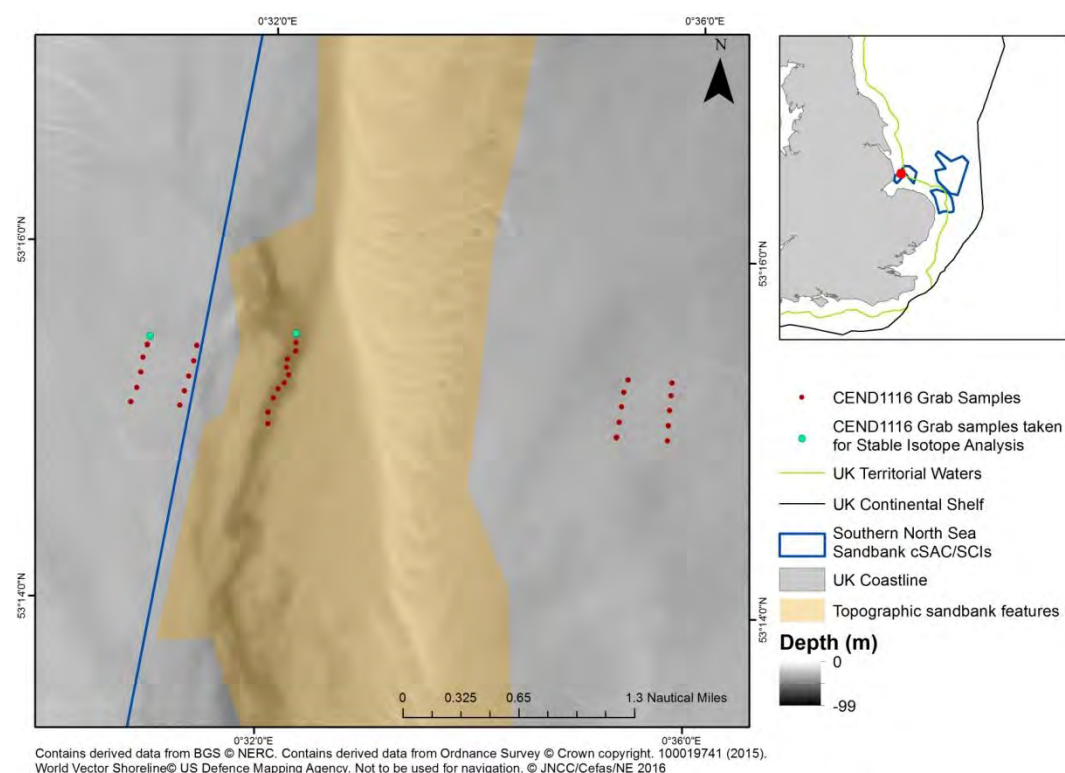 0°32'0"E
0°36'0"E
N
53°16'0"N
53°16'0"N
53°14'0"N
53°14'0"N
0
0.325
0.65
1.3 Nautical Miles
0°32'0"E
0°36'0"E
CEND1116 Grab Samples
CEND1116 Grab samples taken
for Stable Isotope Analysis
UK Territorial Waters
UK Continental Shelf
Southern North Sea
Sandbank cSAC/SCIs
UK Coastline
Topographic sandbank features
Depth (m)
0
-99
Contains derived data from BGS © NERC. Contains derived data from Ordnance Survey © Crown copyright. 100019741 (2015).
World Vector Shoreline© US Defence Mapping Agency. Not to be used for navigation. © JNCC/Cefas/NE 2016